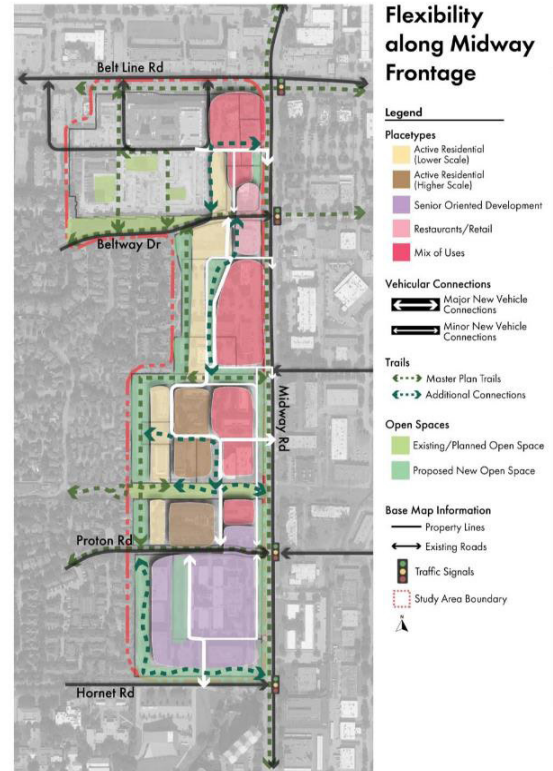 Flexibility
along Midway
Frontage
Legend
Placetypes
Active Residential
(Lower Scale)
Active Residential
(Higher Scale)
Senior Oriented Development
Restaurants/Retail
Mix of Uses
Vehicular Connections
Major New Vehicle
Connections
Minor New Vehicle
Connections
Trails
Master Plan Trails
Additional Connections
Open Spaces
Existing/Planned Open Space
Proposed New Open Space
Base Map Information
Property Lines
Existing Roads
Traffic Signals
Study Area Boundary
N
Belt Line Rd
Beltway Dr
Midway Rd
Proton Rd
Hornet Rd